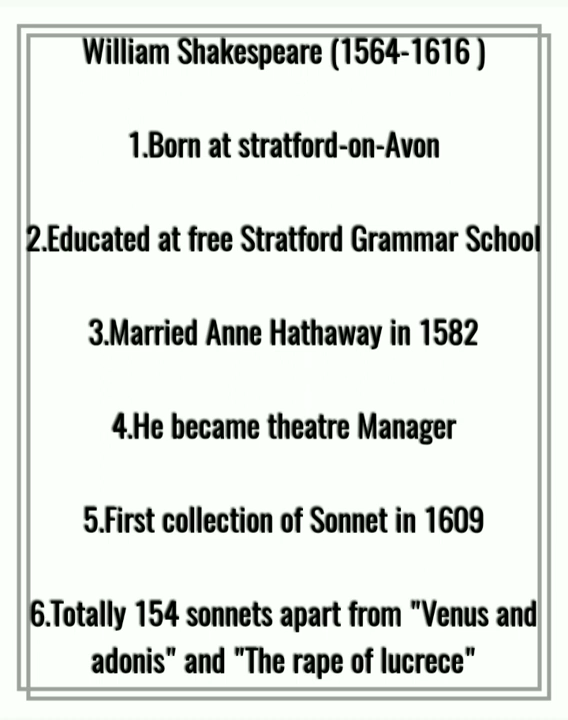 William Shakespeare (1564-1616 )
1.Born at stratford-on-Avon
2.Educated at free Stratford Grammar School
3.Married Anne Hathaway in 1582
4.He became theatre Manager
5.First collection of Sonnet in 1609
6.Totally 154 sonnets apart from "Venus and
adonis" and "The rape of lucrece"